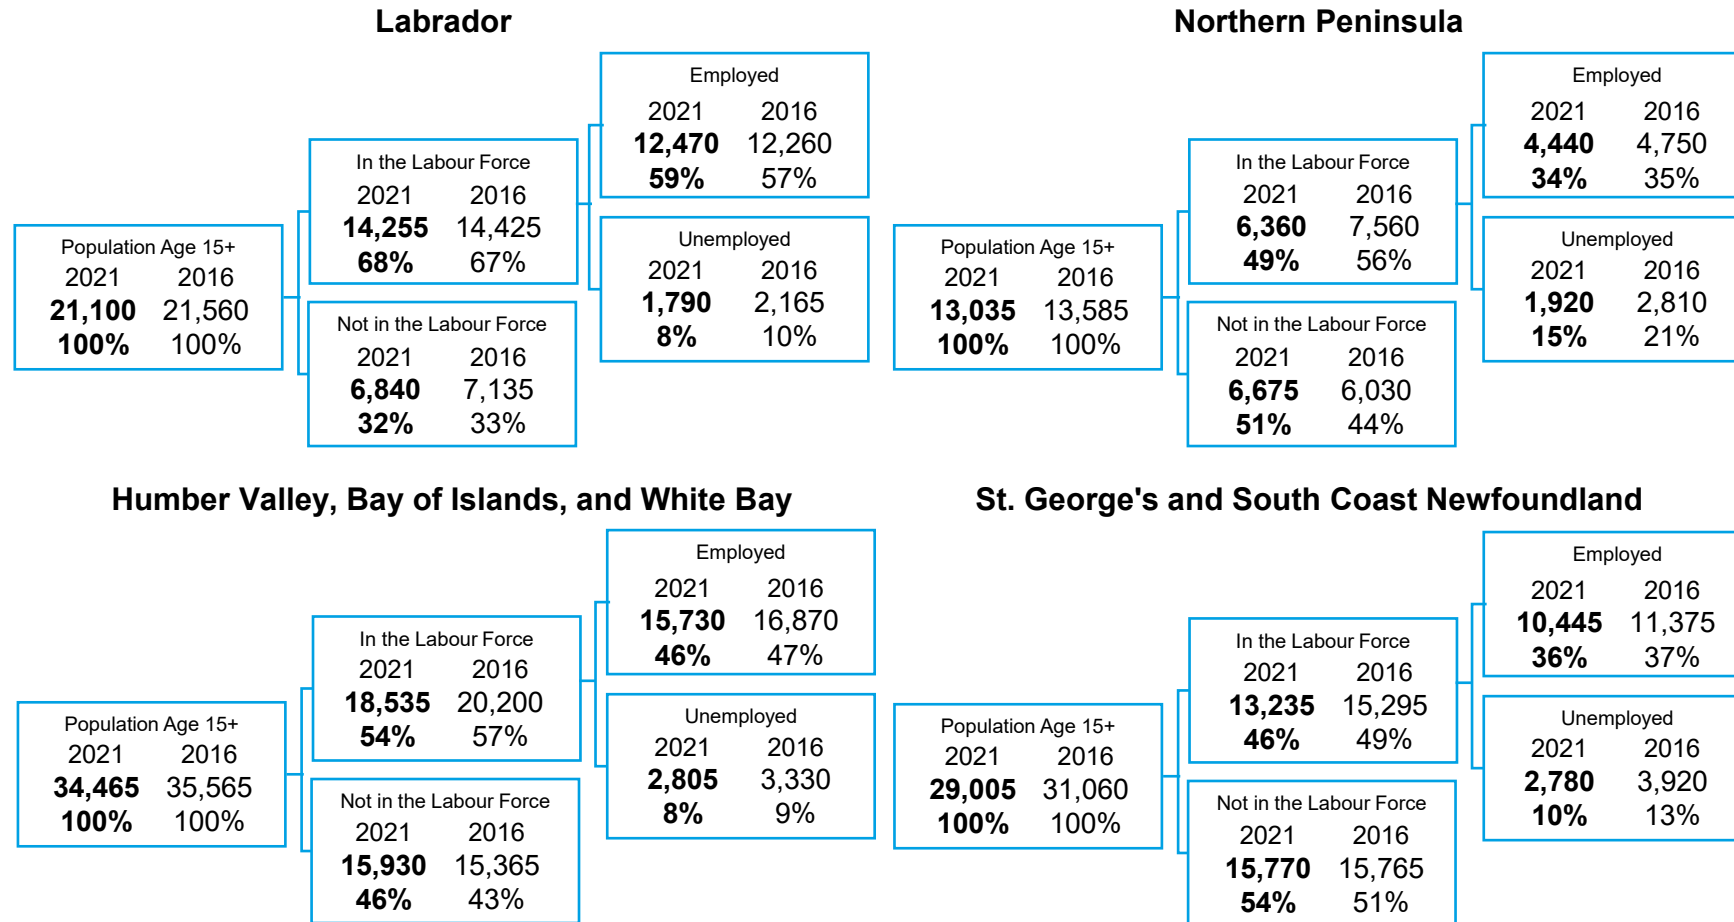 Labrador
Population Age 15+
2021 2016
21,100 21,560
100% 100%
In the Labour Force
2021 2016
14,255 14,425
68% 67%
Not in the Labour Force
2021 2016
6,840 7,135
32% 33%
Employed
2021 2016
12,470 12,260
59% 57%
Unemployed
2021 2016
1,790 2,165
8% 10%
Northern Peninsula
Population Age 15+
2021 2016
13,035 13,585
100% 100%
In the Labour Force
2021 2016
6,360 7,560
49% 56%
Not in the Labour Force
2021 2016
6,675 6,030
51% 44%
Employed
2021 2016
4,440 4,750
34% 35%
Unemployed
2021 2016
1,920 2,810
15% 21%
Humber Valley, Bay of Islands, and White Bay
Population Age 15+
2021 2016
34,465 35,565
100% 100%
In the Labour Force
2021 2016
18,535 20,200
54% 57%
Not in the Labour Force
2021 2016
15,930 15,365
46% 43%
Employed
2021 2016
15,730 16,870
46% 47%
Unemployed
2021 2016
2,805 3,330
8% 9%
St. George's and South Coast Newfoundland
Population Age 15+
2021 2016
29,005 31,060
100% 100%
In the Labour Force
2021 2016
13,235 15,295
46% 49%
Not in the Labour Force
2021 2016
15,770 15,765
54% 51%
Employed
2021 2016
10,445 11,375
36% 37%
Unemployed
2021 2016
2,780 3,920
10% 13%